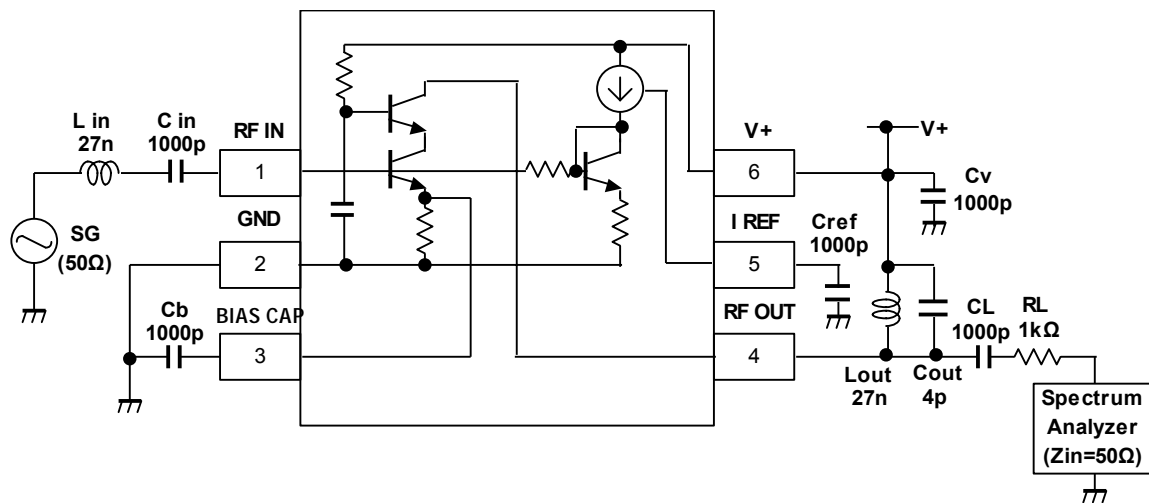 L in
27n
C in
1000p
RF IN
1
GND
2
SG
(50Ω)
Cb
1000p
BIAS CAP
3
V+
6
I REF
5
RF OUT
4
V+
Cv
1000p
Cref
1000p
Lout
27n
Cout
4p
CL
1000p
RL
1kΩ
Spectrum
Analyzer
(Zin=50Ω)